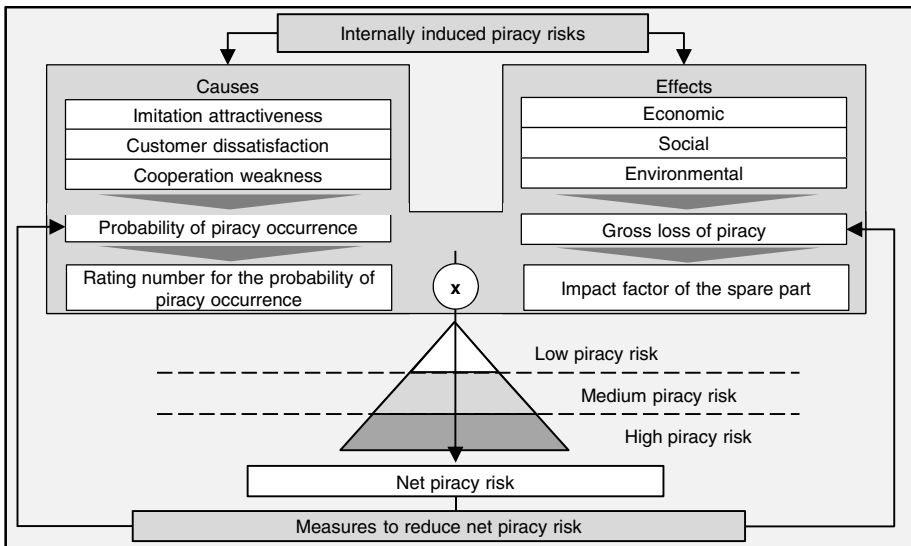 Internally induced piracy risks
Causes
Imitation attractiveness
Customer dissatisfaction
Cooperation weakness
Probability of piracy occurrence
Rating number for the probability of
piracy occurrence
Effects
Economic
Social
Environmental
Gross loss of piracy
Impact factor of the spare part
x
Low piracy risk
Medium piracy risk
High piracy risk
Net piracy risk
Measures to reduce net piracy risk